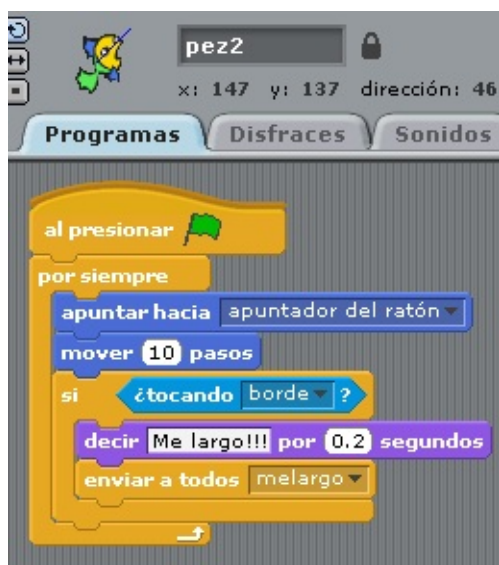 pez2
x: 147 y: 137 dirección: 46
Programas Disfraces Sonidos
al presionar
por siempre
apuntar hacia apuntador del ratón
mover 10 pasos
si ¿tocando borde ?
decir Me largo!!! por 0.2 segundos
enviar a todos melargo